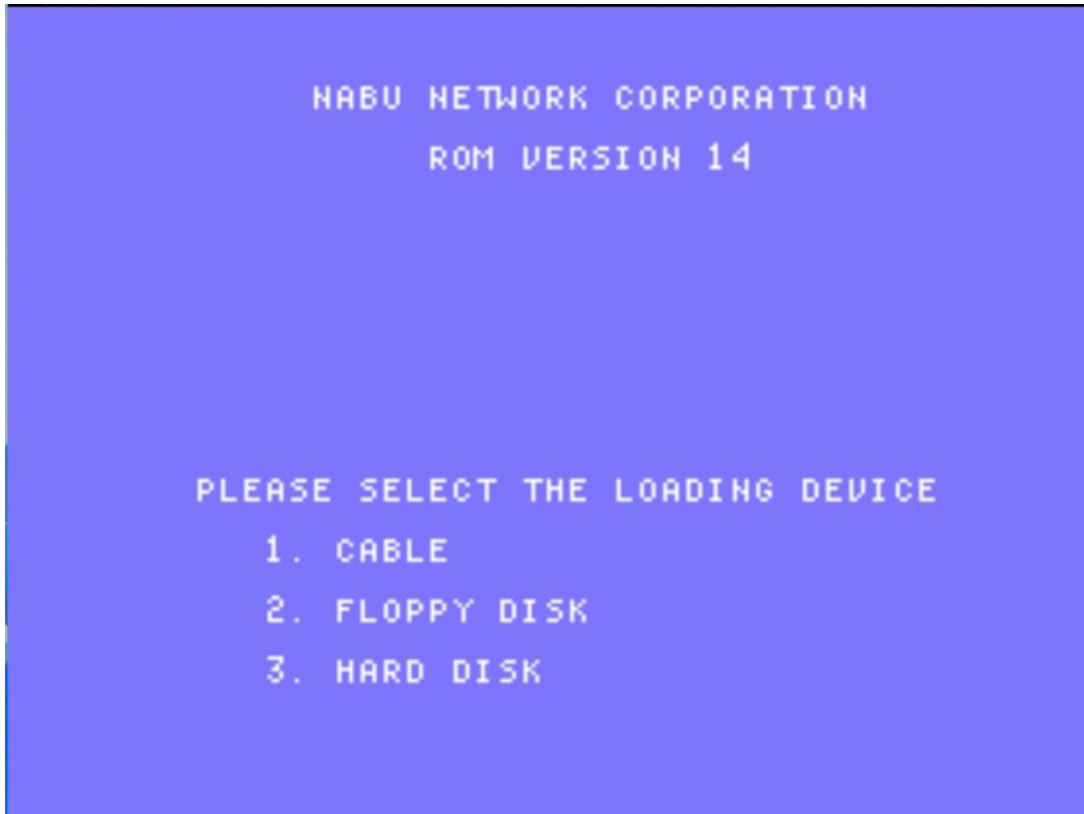 NABU NETWORK CORPORATION
ROM VERSION 14
PLEASE SELECT THE LOADING DEVICE
1. CABLE
2. FLOPPY DISK
3. HARD DISK